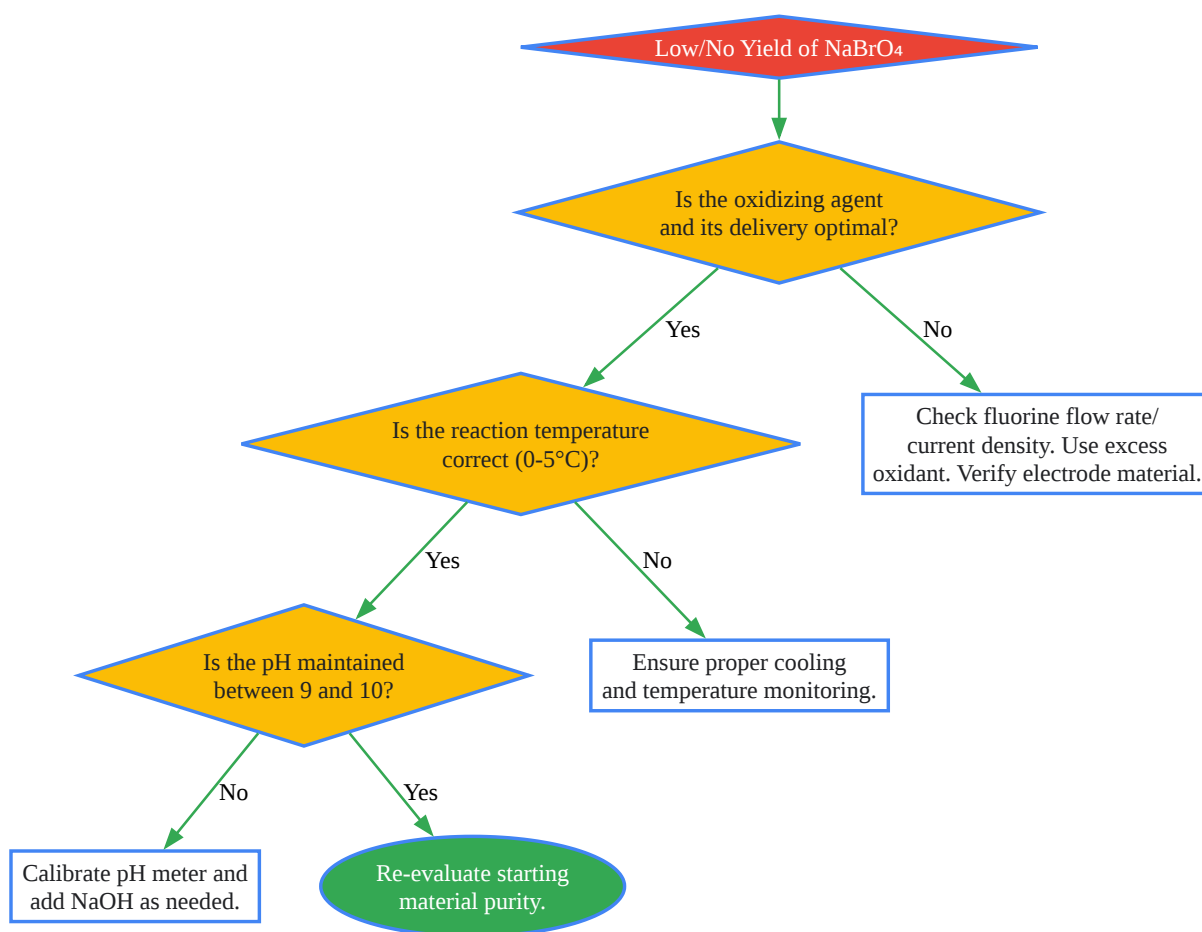 Low/No Yield of NaBrO₄
Is the oxidizing agent
and its delivery optimal?
Yes
No
Is the reaction temperature
correct (0-5°C)?
Check fluorine flow rate/
current density. Use excess
oxidant. Verify electrode material.
Yes
No
Is the pH maintained
between 9 and 10?
Ensure proper cooling
and temperature monitoring.
No
Yes
Calibrate pH meter and
add NaOH as needed.
Re-evaluate starting
material purity.